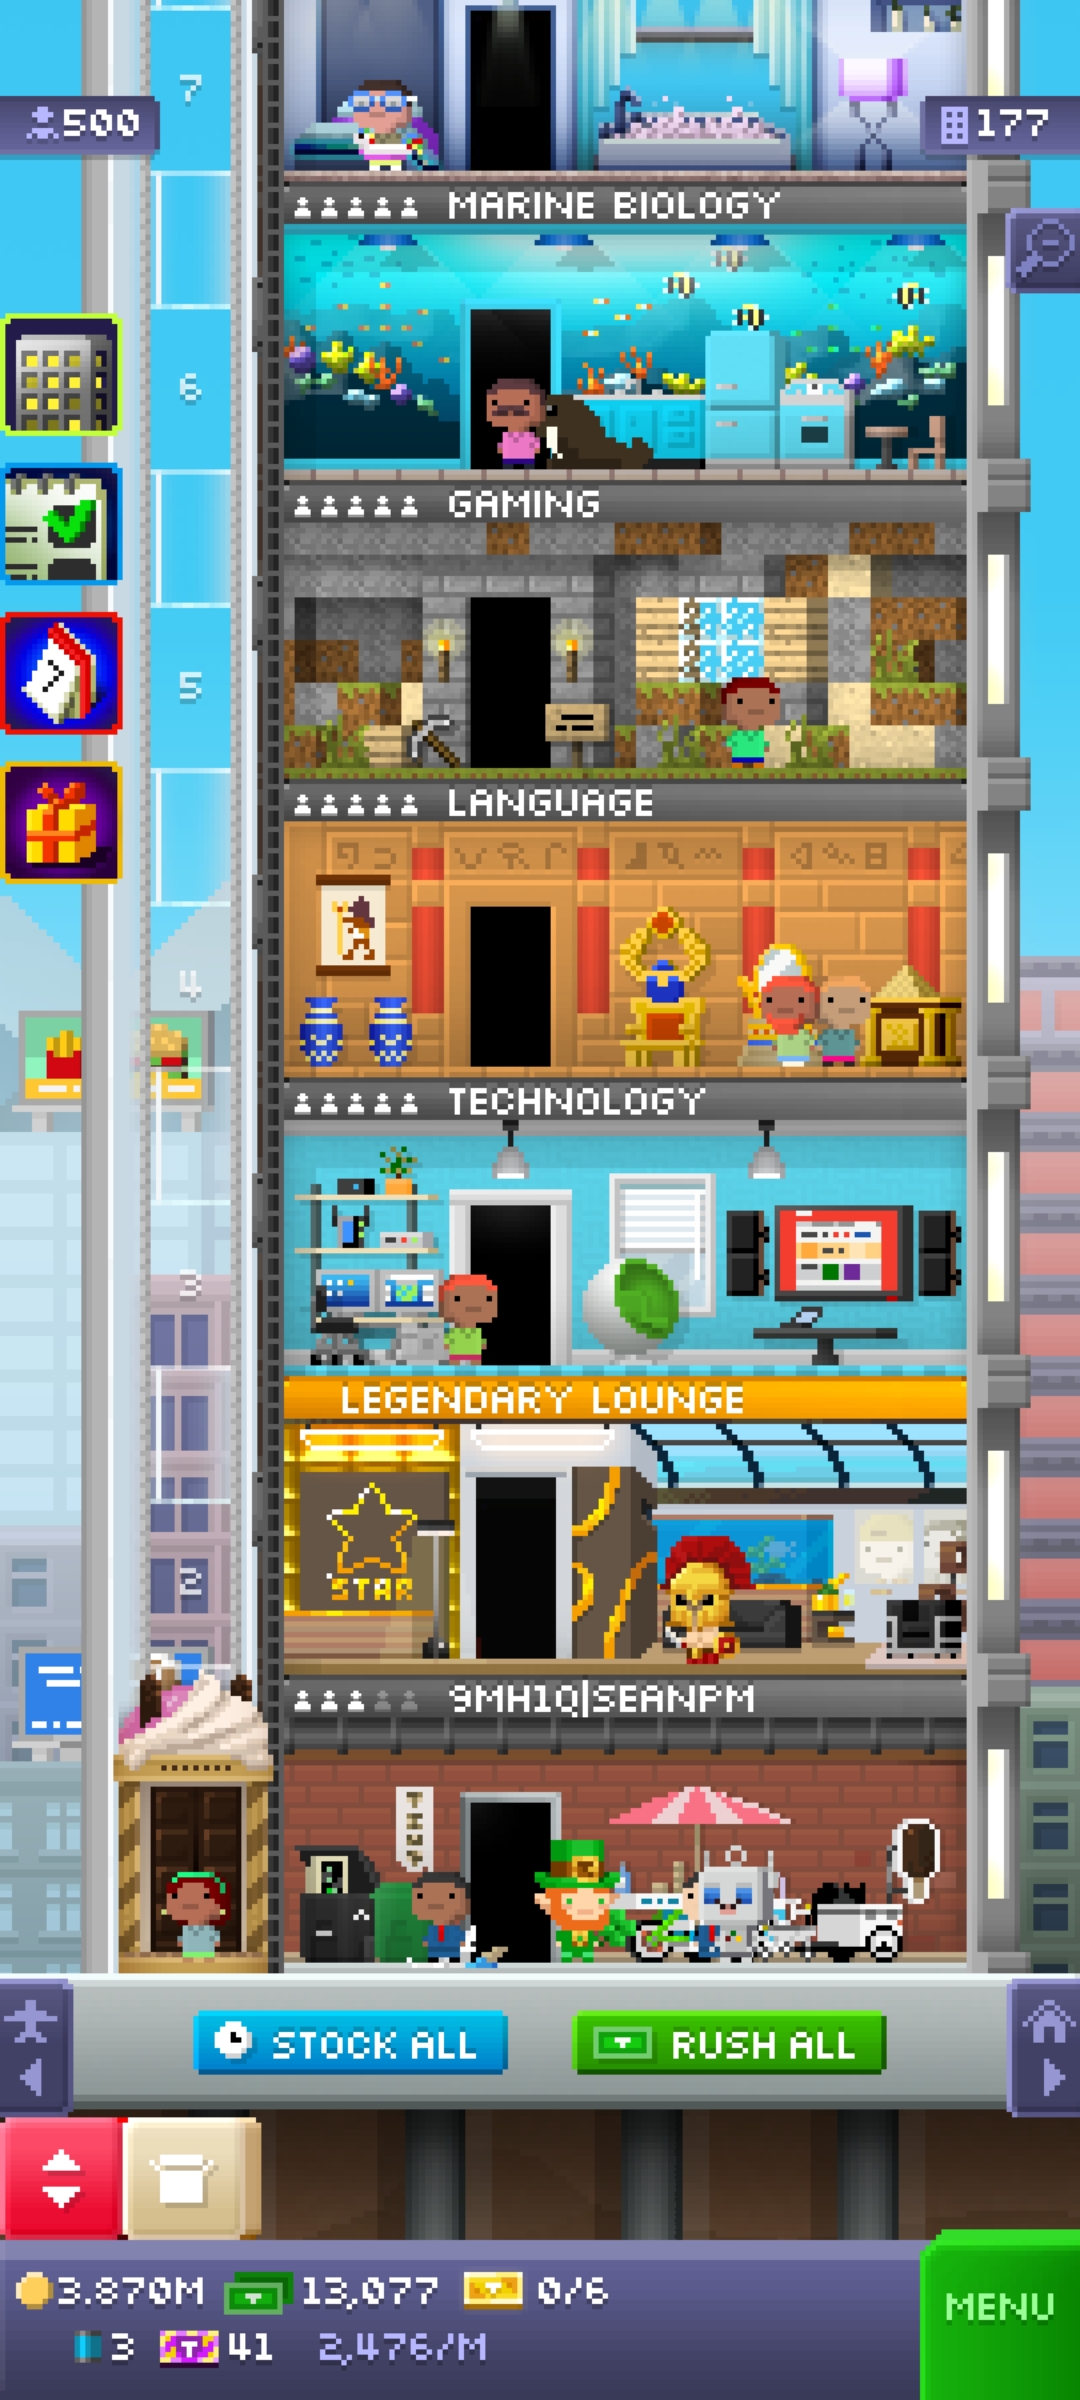 7
500
177
MARINE BIOLOGY
6
GAMING
5
LANGUAGE
4
TECHNOLOGY
3
LEGENDARY LOUNGE
STAR
2
9MH1Q|SEANPM
TINY
STOCK ALL
RUSH ALL
3.870M 13,077 0/6
MENU
3 41 2,476/M